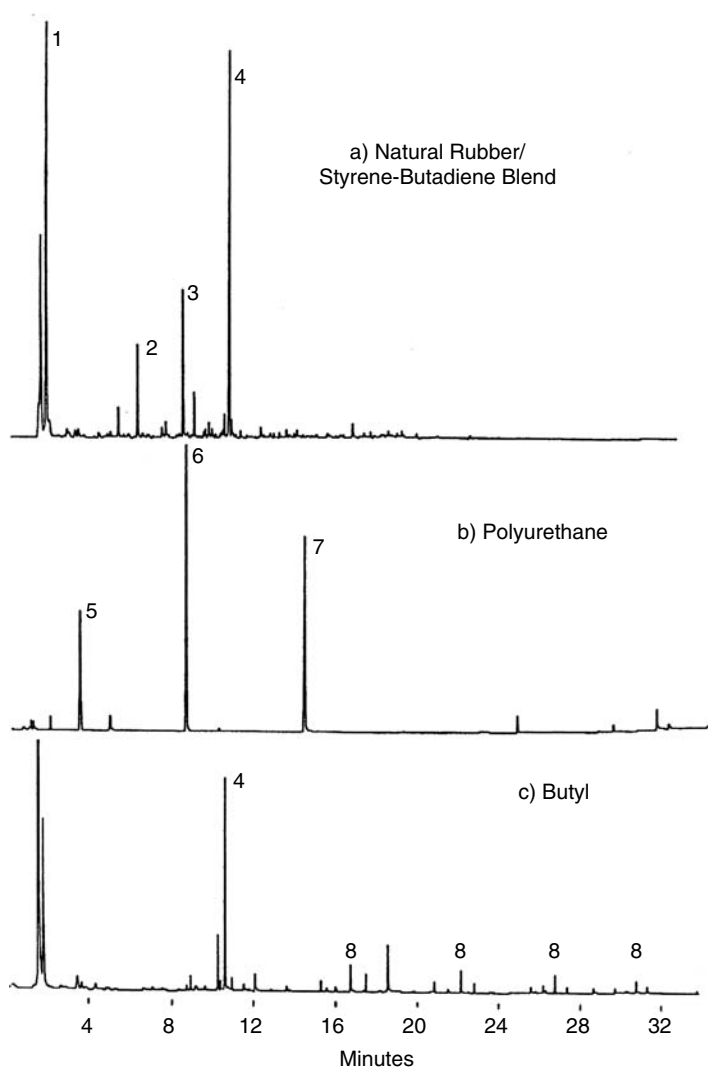 1
4
a) Natural Rubber/
Styrene-Butadiene Blend
3
2
6
b) Polyurethane
7
5
4
c) Butyl
8
8
8
8
4 8 12 16 20 24 28 32
Minutes